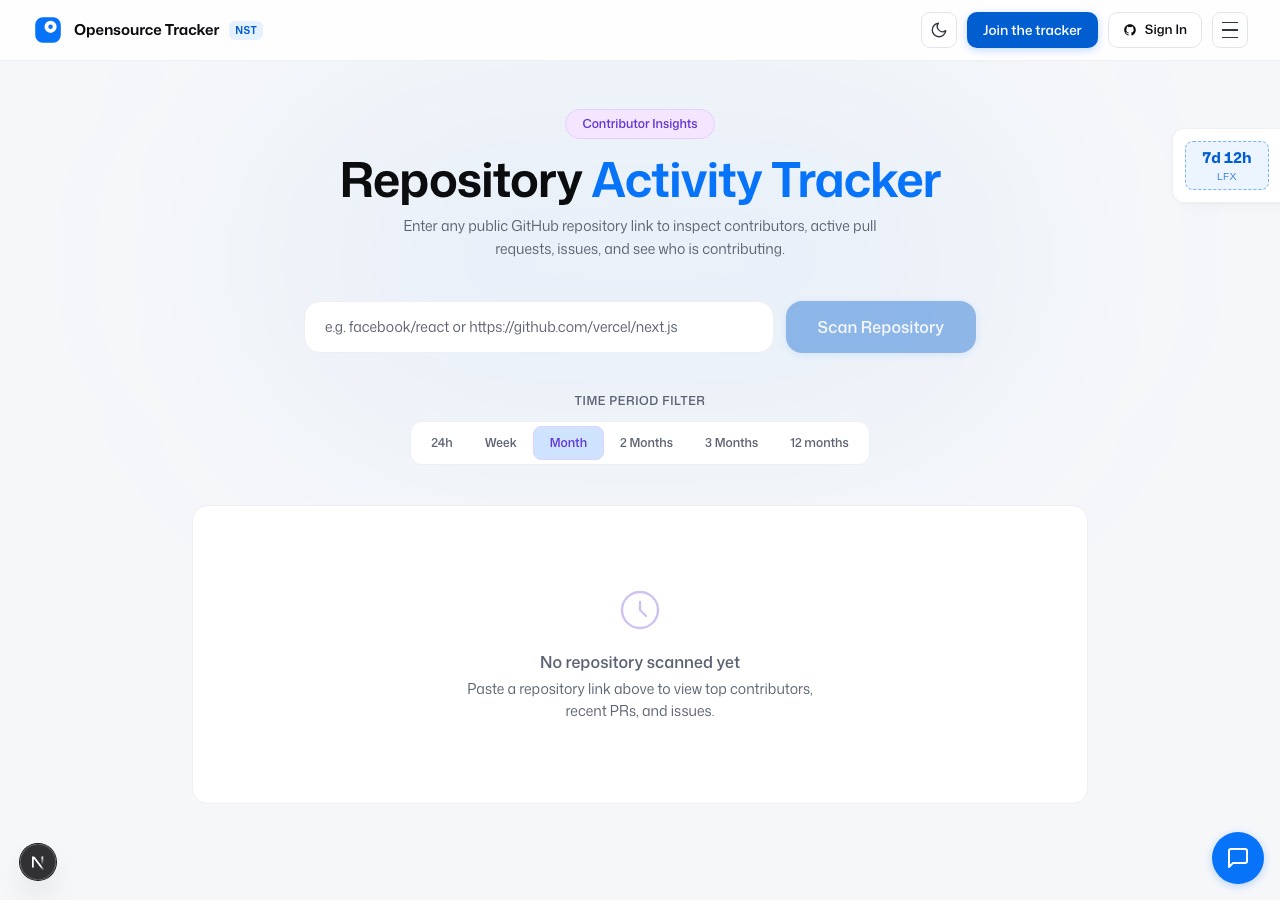 Opensource Tracker NST
Join the tracker
Sign In
Contributor Insights
7d 12h
LFX
Repository Activity Tracker
Enter any public GitHub repository link to inspect contributors, active pull
requests, issues, and see who is contributing.
e.g. facebook/react or https://github.com/vercel/next.js
Scan Repository
TIME PERIOD FILTER
24h Week Month 2 Months 3 Months 12 months
No repository scanned yet
Paste a repository link above to view top contributors,
recent PRs, and issues.
N